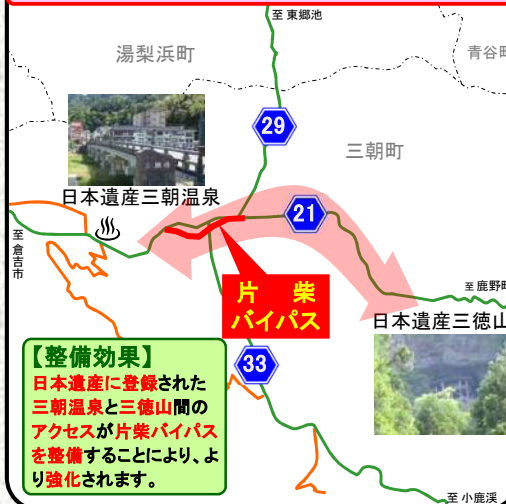 至 東郷池
湯梨浜町
青谷町
29
三朝町
日本遺産三朝温泉
21
至 倉吉市
片 柴
バイパス
至 鹿野町
日本遺産三徳山
33
【整備効果】
日本遺産に登録された
三朝温泉と三徳山間の
アクセスが片柴バイパス
を整備することにより、よ
り強化されます。
至 小鹿渓